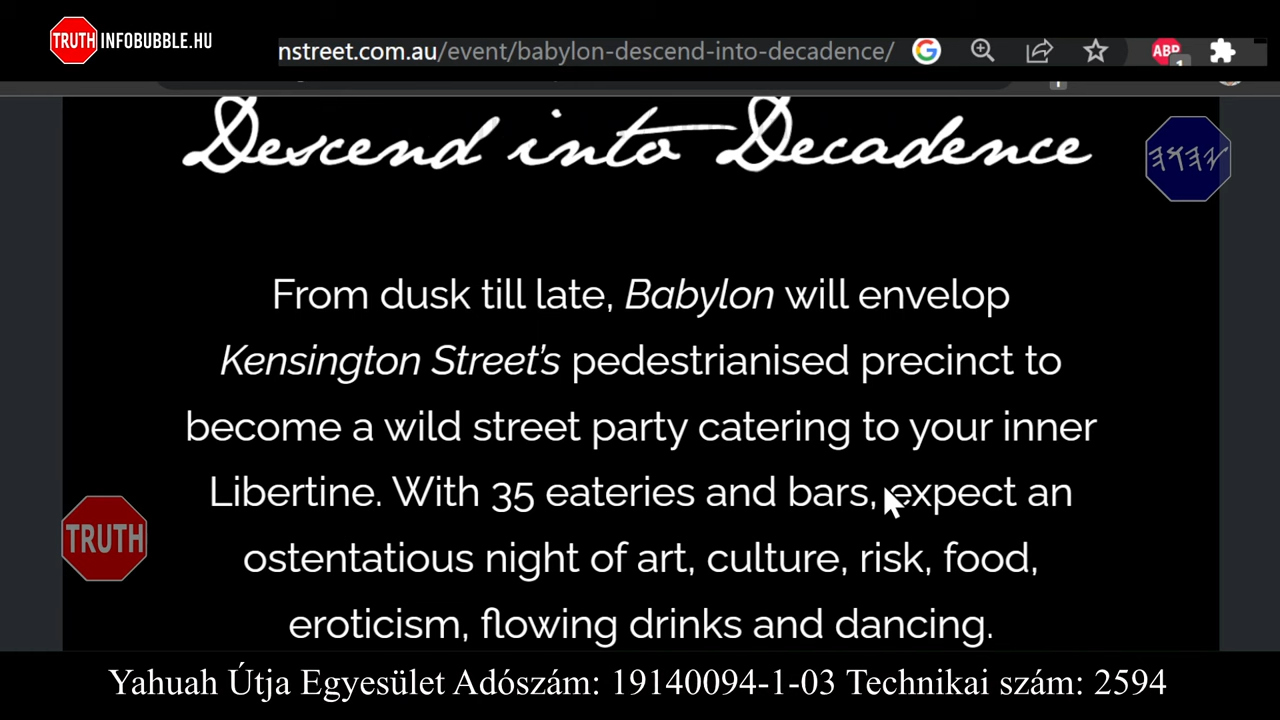 TRUTH INFOBUBBLE.HU
nstreet.com.au/event/babylon-descend-into-decadence/
ABP
1
Descend into Decadence
𐤉𐤄𐤅𐤄
From dusk till late, Babylon will envelop
Kensington Street's pedestrianised precinct to
become a wild street party catering to your inner
Libertine. With 35 eateries and bars, expect an
ostentatious night of art, culture, risk, food,
TRUTH
eroticism, flowing drinks and dancing.
Yahuah Útja Egyesület Adószám: 19140094-1-03 Technikai szám: 2594